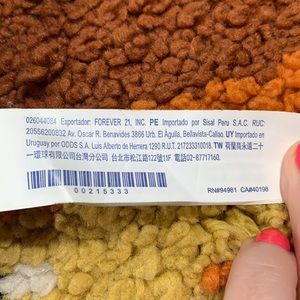 026044084 Exportador: FOREVER 21, INC. PE Importado por Sisal Peru S.A.C. RUC:
20556200832 Av. Oscar R. Benavides 3866 Urb. El Águila, Bellavista-Callao. UY Importado en
Uruguay por ODDS S.A. Luis Alberto de Herrera 1290 R.U.T. 217233310018. TW 有蘭商永遠二十
一環球有限公司台灣分公司 台北市松江路122號11F 電話02-87717160.
00215333
RN#94981 CA#40198